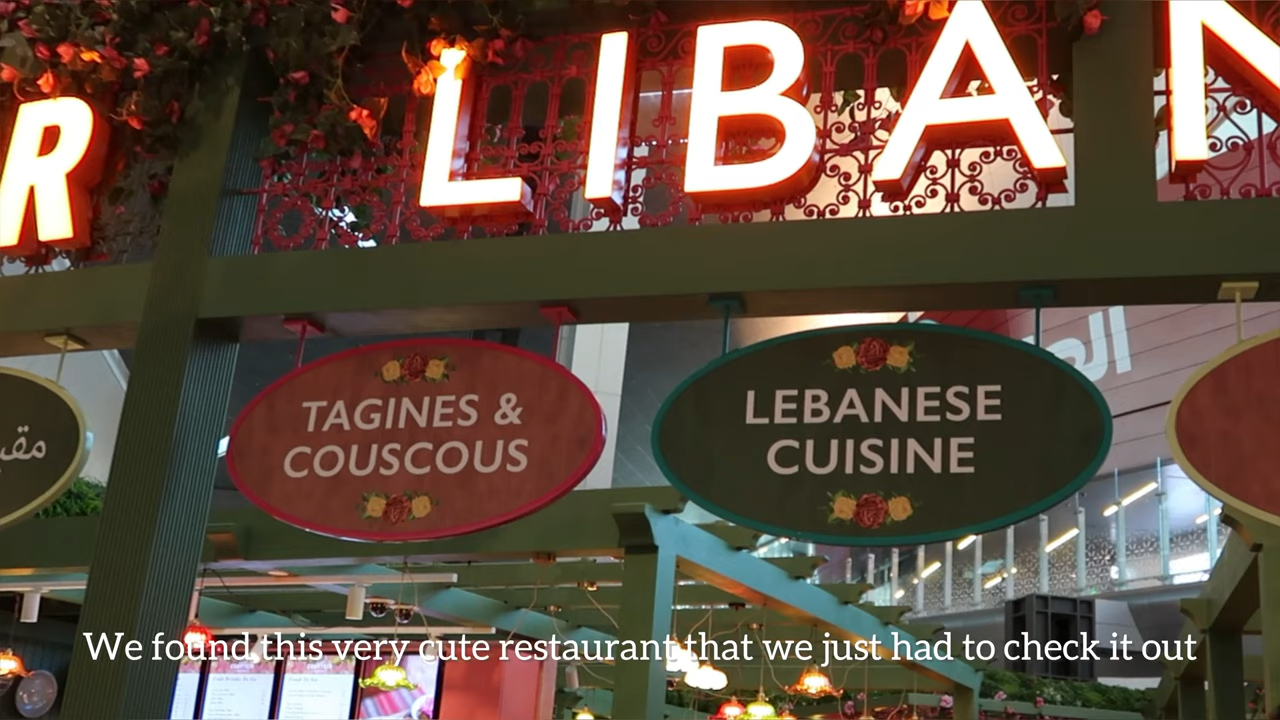 R LIBAN
TAGINES &
COUSCOUS
LEBANESE
CUISINE
We found this very cute restaurant that we just had to check it out